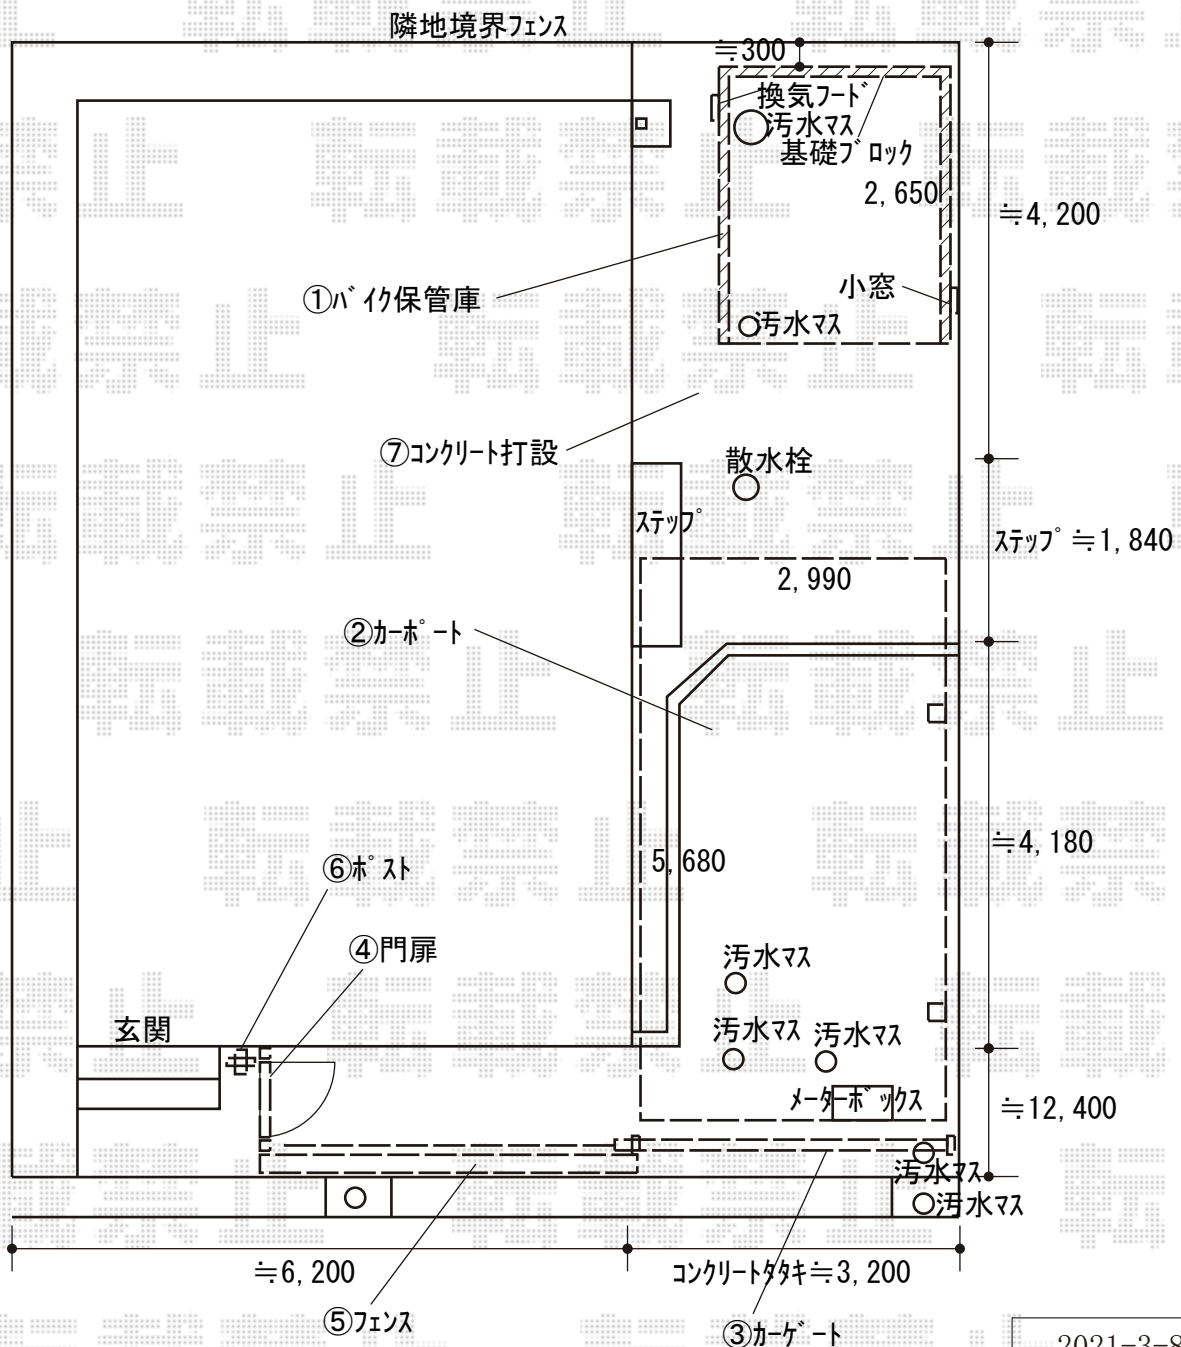 隣地境界フェンス
≒300
換気フード
汚水マス
基礎ブロック
2,650
≒4,200
①バイク保管庫
小窓
汚水マス
⑦コンクリート打設
散水栓
ステップ
ステップ ≒1,840
2,990
②カーポート
≒4,180
5,680
⑥ポスト
④門扉
汚水マス
玄関
汚水マス
汚水マス
メーターボックス
≒12,400
汚水マス
汚水マス
≒6,200
コンクリートタタキ≒3,200
⑤フェンス
③カーゲート
2021-3-8
転載禁止